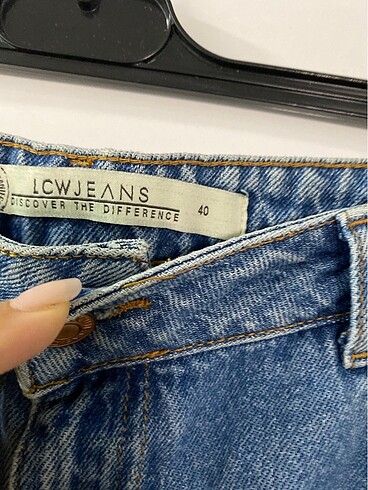 LCWJEANS
DISCOVER THE DIFFERENCE 40